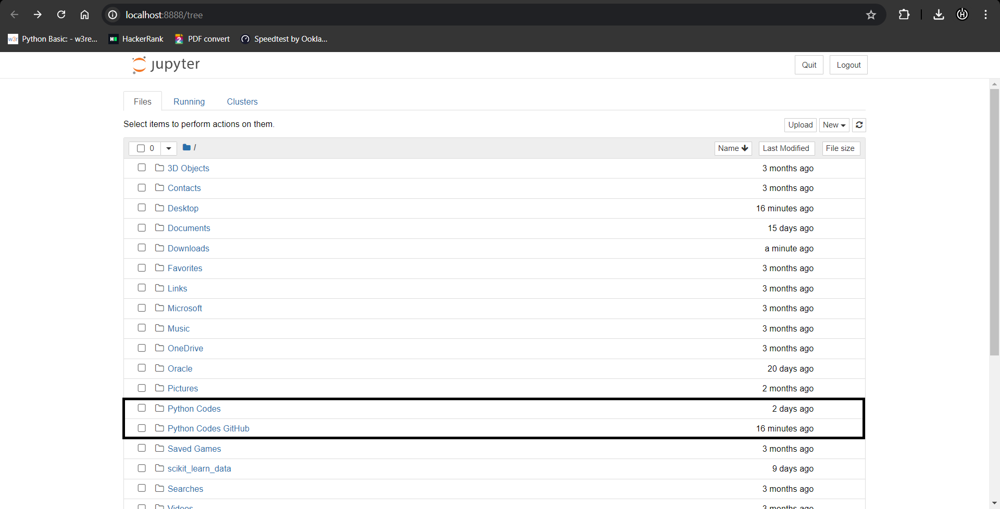 localhost:8888/tree
Python Basic: - w3re... HackerRank PDF convert Speedtest by Ookla...
jupyter Quit Logout
Files Running Clusters
Select items to perform actions on them. Upload New
0 / Name Last Modified File size
3D Objects 3 months ago
Contacts 3 months ago
Desktop 16 minutes ago
Documents 15 days ago
Downloads a minute ago
Favorites 3 months ago
Links 3 months ago
Microsoft 3 months ago
Music 3 months ago
OneDrive 3 months ago
Oracle 20 days ago
Pictures 2 months ago
Python Codes 2 days ago
Python Codes GitHub 16 minutes ago
Saved Games 3 months ago
scikit_learn_data 9 days ago
Searches 3 months ago
Videos 3 months ago